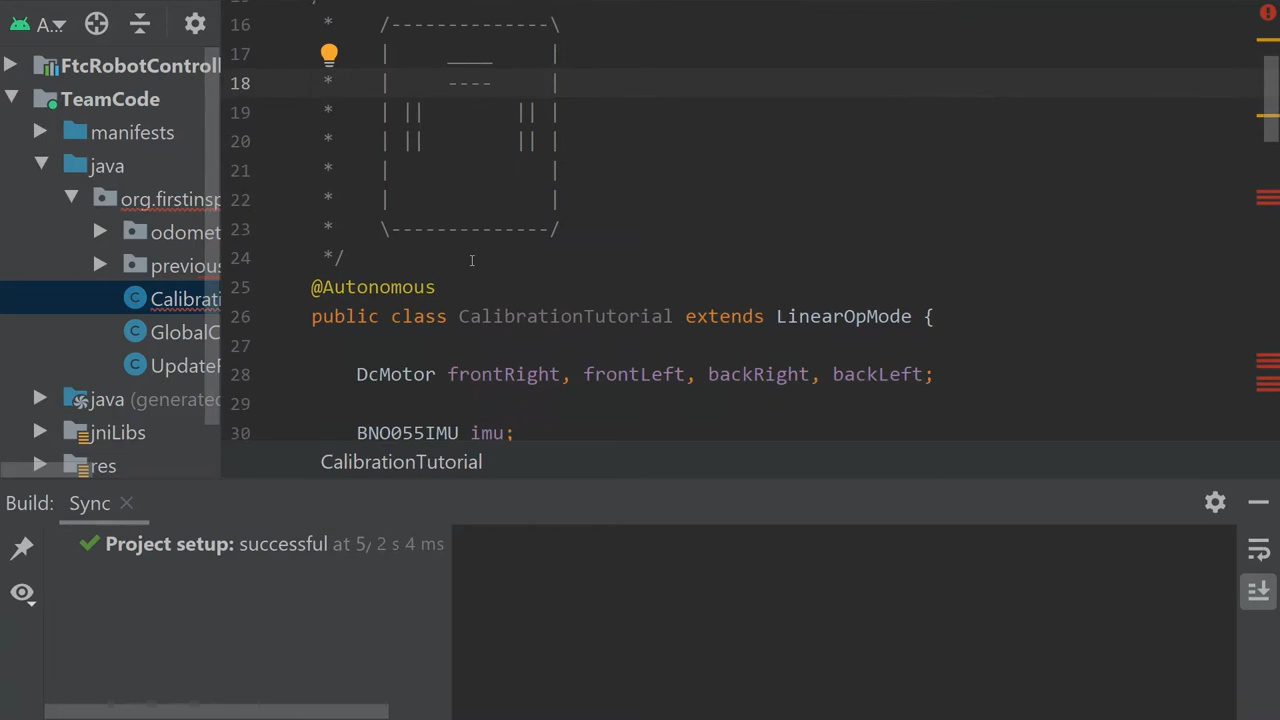 A...
FtcRobotControll
TeamCode
manifests
java
org.firstinsp
odomet
previous
Calibrati
GlobalC
UpdateF
java (generated
jniLibs
res
16 * /--------------\
17 | ____ |
18 * | ---- |
19 * | || || |
20 * | || || |
21 * | |
22 * | |
23 * \--------------/
24 */
25 @Autonomous
26 public class CalibrationTutorial extends LinearOpMode {
27
28 DcMotor frontRight, frontLeft, backRight, backLeft;
29
30 BNO055IMU imu;
CalibrationTutorial
Build: Sync
Project setup: successful at 5/ 2 s 4 ms